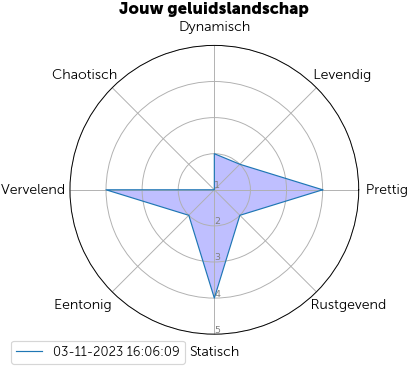 Jouw geluidslandschap
Dynamisch
Chaotisch
Levendig
Vervelend
1
Prettig
2
3
4
Eentonig
Rustgevend
5
03-11-2023 16:06:09
Statisch